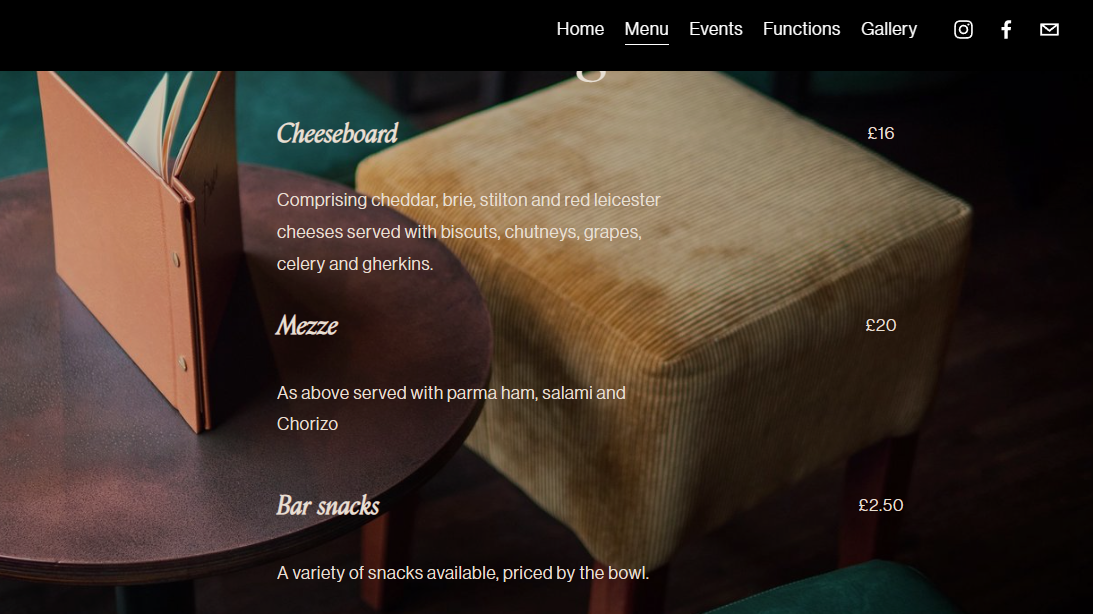 Home Menu Events Functions Gallery
Cheeseboard £16
Comprising cheddar, brie, stilton and red leicester
cheeses served with biscuts, chutneys, grapes,
celery and gherkins.
Mezze £20
As above served with parma ham, salami and
Chorizo
Bar snacks £2.50
A variety of snacks available, priced by the bowl.